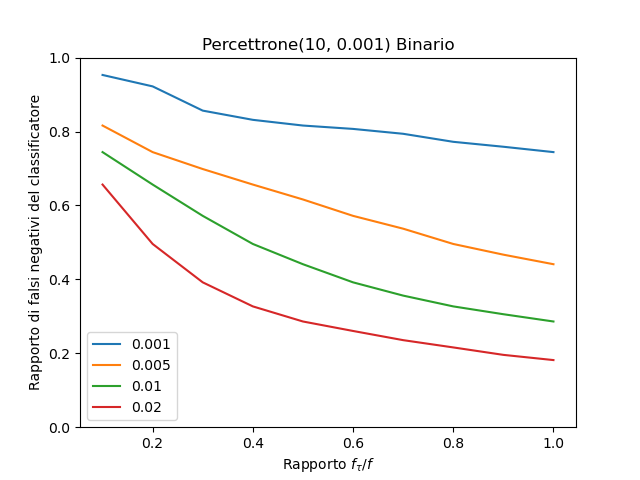 Percettrone(10, 0.001) Binario
Rapporto di falsi negativi del classificatore
1.0
0.8
0.6
0.4
0.2
0.0
0.001
0.005
0.01
0.02
0.2 0.4 0.6 0.8 1.0
Rapporto fτ/f